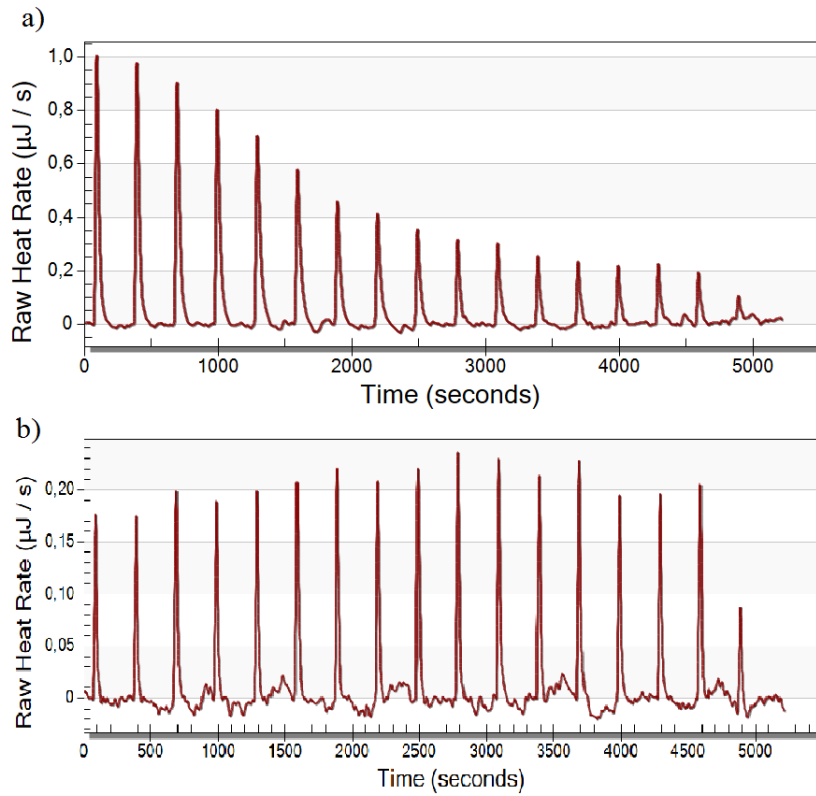 a)
Raw Heat Rate (µJ / s)
1,0
0,8
0,6
0,4
0,2
0
0 1000 2000 3000 4000 5000
Time (seconds)
b)
Raw Heat Rate (µJ / s)
0,20
0,15
0,10
0,05
0
0 500 1000 1500 2000 2500 3000 3500 4000 4500 5000
Time (seconds)